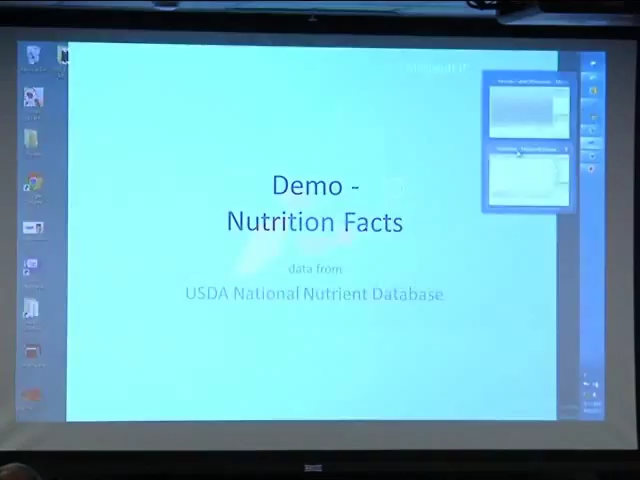 Demo -
Nutrition Facts
data from
USDA National Nutrient Database